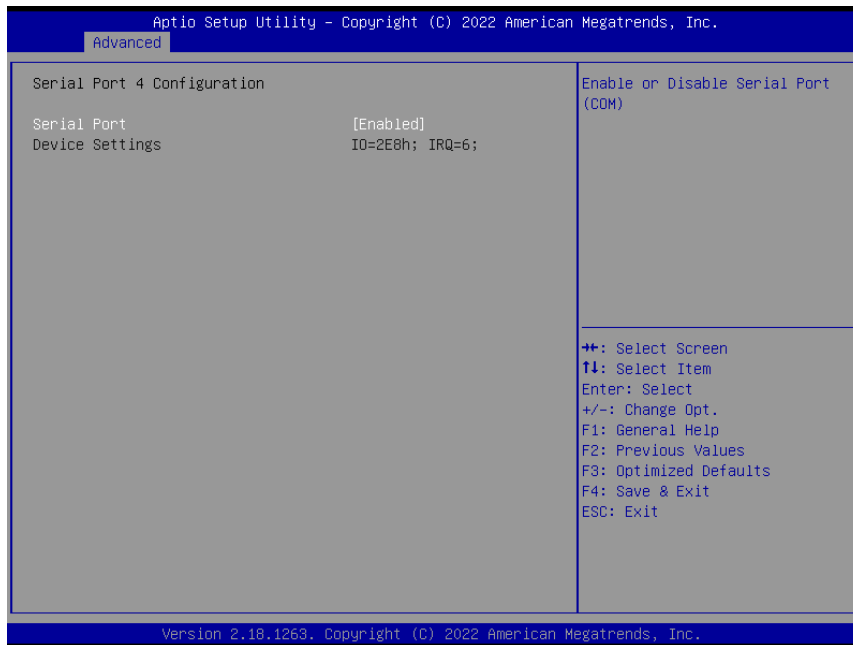 Aptio Setup Utility – Copyright (C) 2022 American Megatrends, Inc.
Advanced
Serial Port 4 Configuration
Serial Port [Enabled]
Device Settings IO=2E8h; IRQ=6;
Enable or Disable Serial Port
(COM)
→←: Select Screen
↑↓: Select Item
Enter: Select
+/-: Change Opt.
F1: General Help
F2: Previous Values
F3: Optimized Defaults
F4: Save & Exit
ESC: Exit
Version 2.18.1263. Copyright (C) 2022 American Megatrends, Inc.